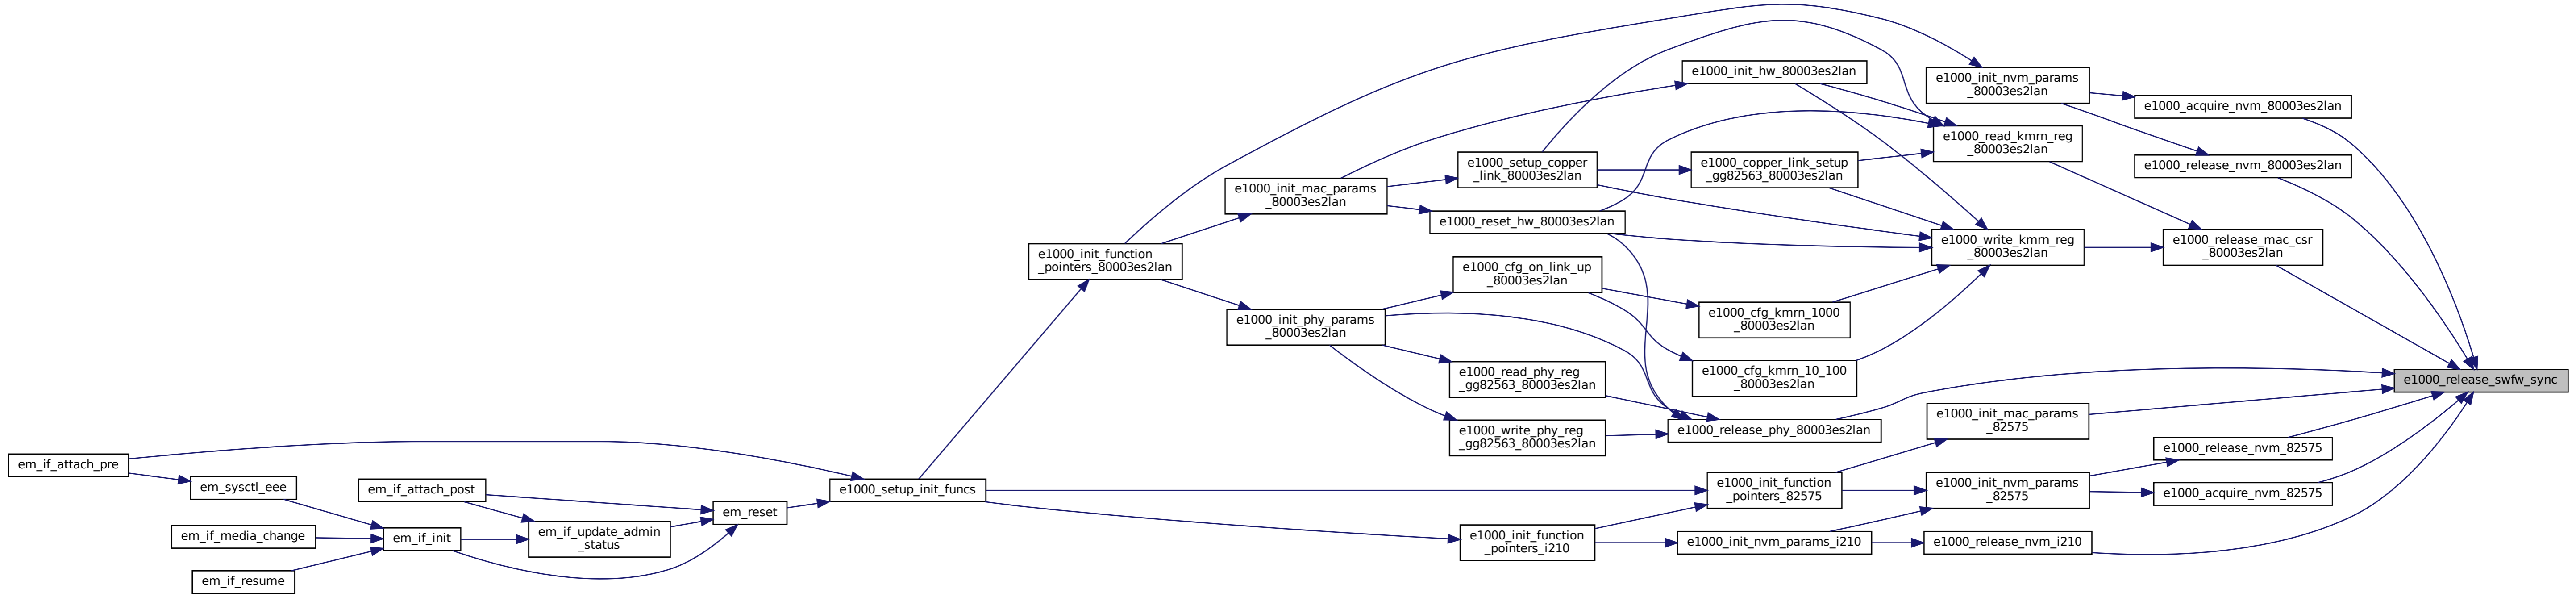 em_if_attach_pre
em_sysctl_eee
em_if_media_change
em_if_resume
em_if_attach_post
em_if_init
em_if_update_admin
_status
em_reset
e1000_setup_init_funcs
e1000_init_function
_pointers_80003es2lan
e1000_init_mac_params
_80003es2lan
e1000_init_phy_params
_80003es2lan
e1000_setup_copper
_link_80003es2lan
e1000_reset_hw_80003es2lan
e1000_cfg_on_link_up
_80003es2lan
e1000_read_phy_reg
_gg82563_80003es2lan
e1000_write_phy_reg
_gg82563_80003es2lan
e1000_init_function
_pointers_i210
e1000_init_hw_80003es2lan
e1000_copper_link_setup
_gg82563_80003es2lan
e1000_cfg_kmrn_1000
_80003es2lan
e1000_cfg_kmrn_10_100
_80003es2lan
e1000_release_phy_80003es2lan
e1000_init_function
_pointers_82575
e1000_init_nvm_params_i210
e1000_init_nvm_params
_80003es2lan
e1000_read_kmrn_reg
_80003es2lan
e1000_write_kmrn_reg
_80003es2lan
e1000_init_mac_params
_82575
e1000_init_nvm_params
_82575
e1000_release_nvm_i210
e1000_acquire_nvm_80003es2lan
e1000_release_nvm_80003es2lan
e1000_release_mac_csr
_80003es2lan
e1000_release_nvm_82575
e1000_acquire_nvm_82575
e1000_release_swfw_sync